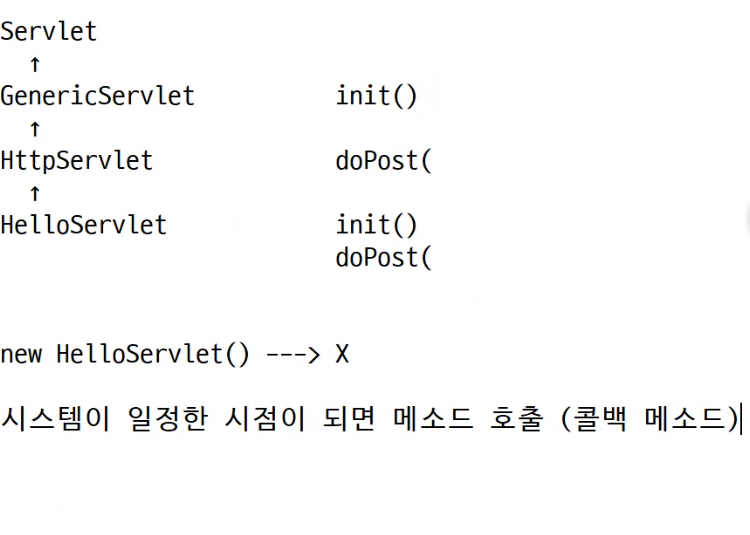 Servlet
↑
GenericServlet init()
↑
HttpServlet doPost(
↑
HelloServlet init()
doPost(
new HelloServlet() ---> X
시스템이 일정한 시점이 되면 메소드 호출 (콜백 메소드)